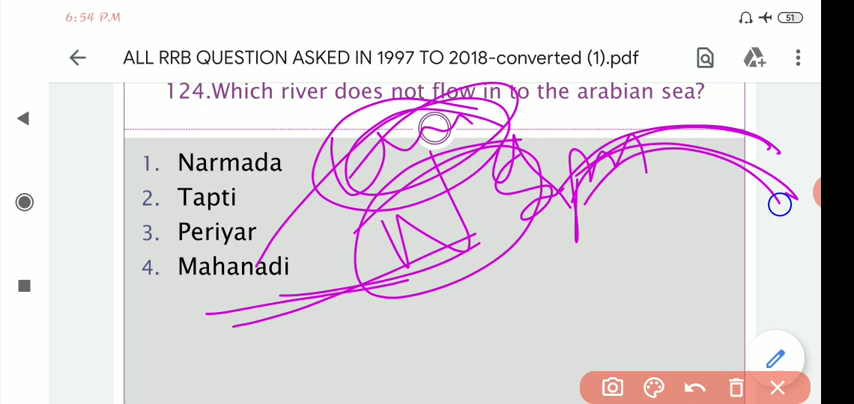 6:54 PM
51
ALL RRB QUESTION ASKED IN 1997 TO 2018-converted (1).pdf
124.Which river does not flow in to the arabian sea?
1. Narmada
2. Tapti
3. Periyar
4. Mahanadi